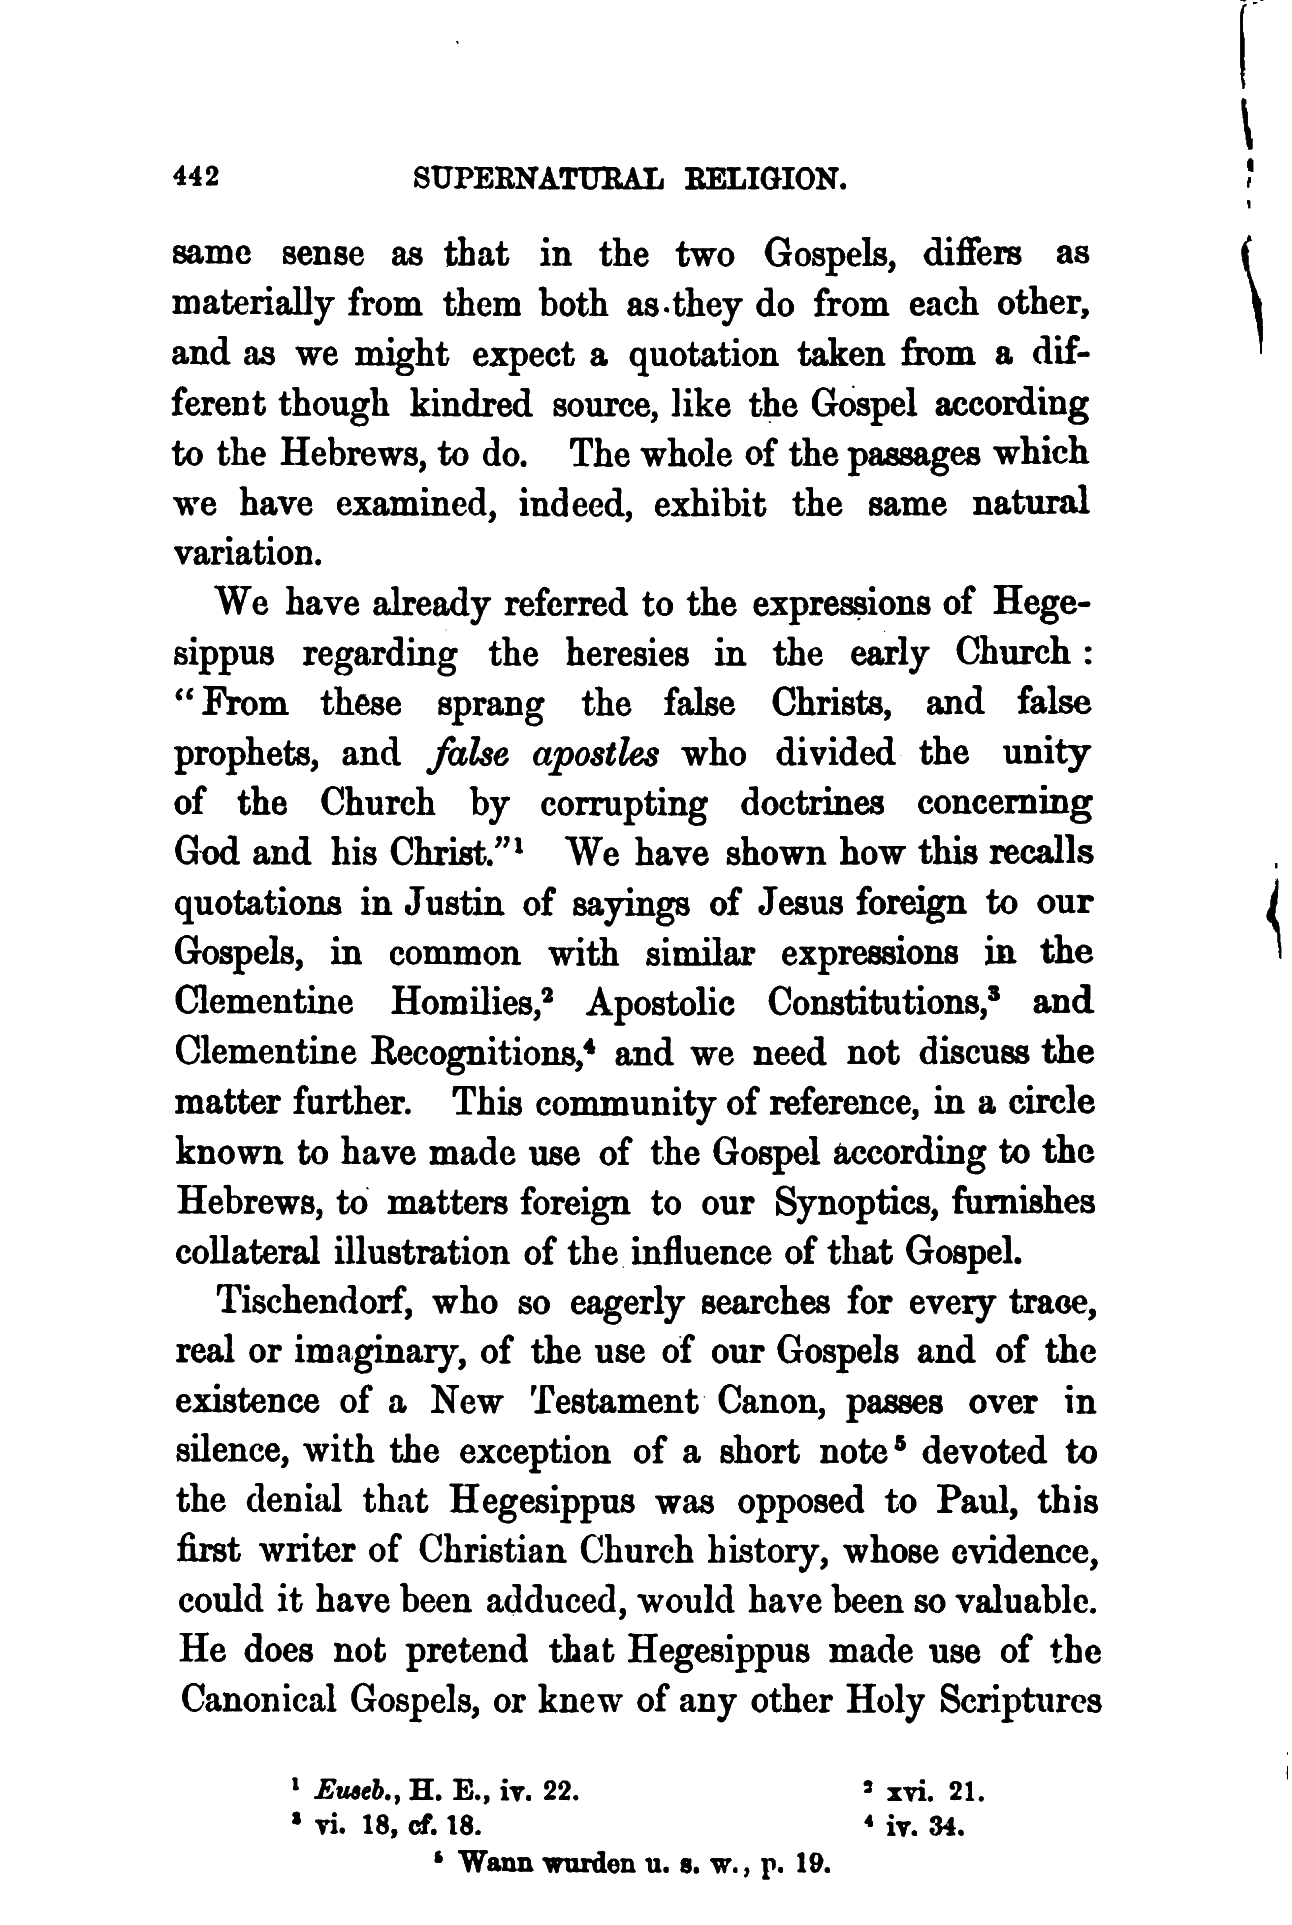 442 SUPERNATURAL RELIGION.
same sense as that in the two Gospels, differs as
materially from them both as they do from each other,
and as we might expect a quotation taken from a dif-
ferent though kindred source, like the Gospel according
to the Hebrews, to do. The whole of the passages which
we have examined, indeed, exhibit the same natural
variation.
We have already referred to the expressions of Hege-
sippus regarding the heresies in the early Church :
“From these sprang the false Christs, and false
prophets, and false apostles who divided the unity
of the Church by corrupting doctrines concerning
God and his Christ.”¹ We have shown how this recalls
quotations in Justin of sayings of Jesus foreign to our
Gospels, in common with similar expressions in the
Clementine Homilies,² Apostolic Constitutions,³ and
Clementine Recognitions,⁴ and we need not discuss the
matter further. This community of reference, in a circle
known to have made use of the Gospel according to the
Hebrews, to matters foreign to our Synoptics, furnishes
collateral illustration of the influence of that Gospel.
Tischendorf, who so eagerly searches for every trace,
real or imaginary, of the use of our Gospels and of the
existence of a New Testament Canon, passes over in
silence, with the exception of a short note⁵ devoted to
the denial that Hegesippus was opposed to Paul, this
first writer of Christian Church history, whose evidence,
could it have been adduced, would have been so valuable.
He does not pretend that Hegesippus made use of the
Canonical Gospels, or knew of any other Holy Scriptures
¹ Euseb., H. E., iv. 22. ² xvi. 21.
³ vi. 18, cf. 18. ⁴ iv. 34.
⁵ Wann wurden u. s. w., p. 19.